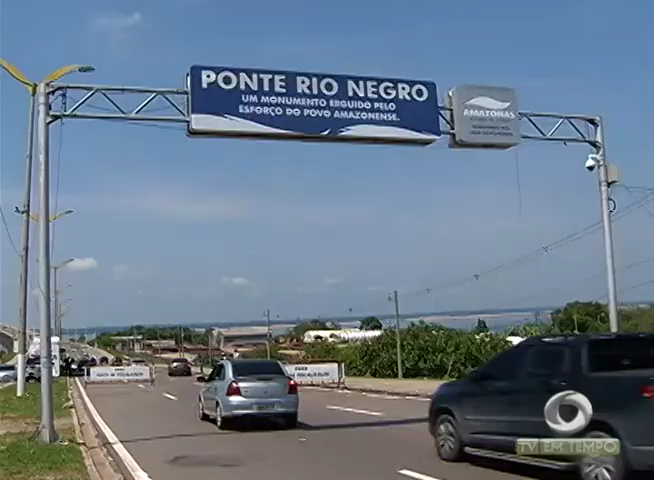 PONTE RIO NEGRO
UM MONUMENTO ERGUIDO PELO
ESFORÇO DO POVO AMAZONENSE.
AMAZONAS
TV EM TEMPO